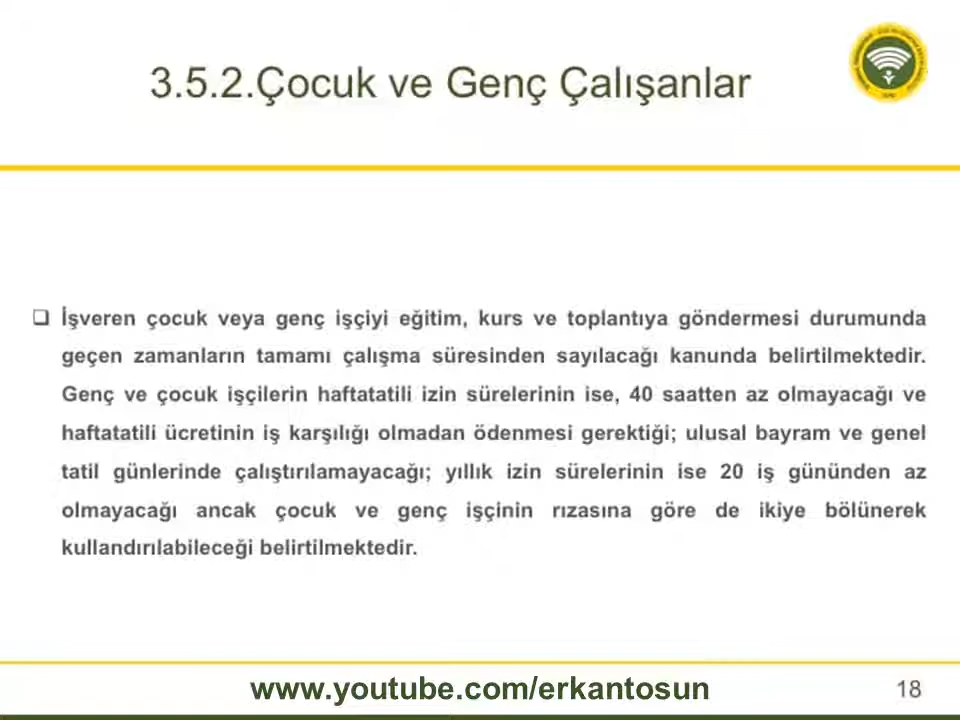 3.5.2.Çocuk ve Genç Çalışanlar
❑ İşveren çocuk veya genç işçiyi eğitim, kurs ve toplantıya göndermesi durumunda
geçen zamanların tamamı çalışma süresinden sayılacağı kanunda belirtilmektedir.
Genç ve çocuk işçilerin haftatatili izin sürelerinin ise, 40 saatten az olmayacağı ve
haftatatili ücretinin iş karşılığı olmadan ödenmesi gerektiği; ulusal bayram ve genel
tatil günlerinde çalıştırılamayacağı; yıllık izin sürelerinin ise 20 iş gününden az
olmayacağı ancak çocuk ve genç işçinin rızasına göre de ikiye bölünerek
kullandırılabileceği belirtilmektedir.
www.youtube.com/erkantosun
18